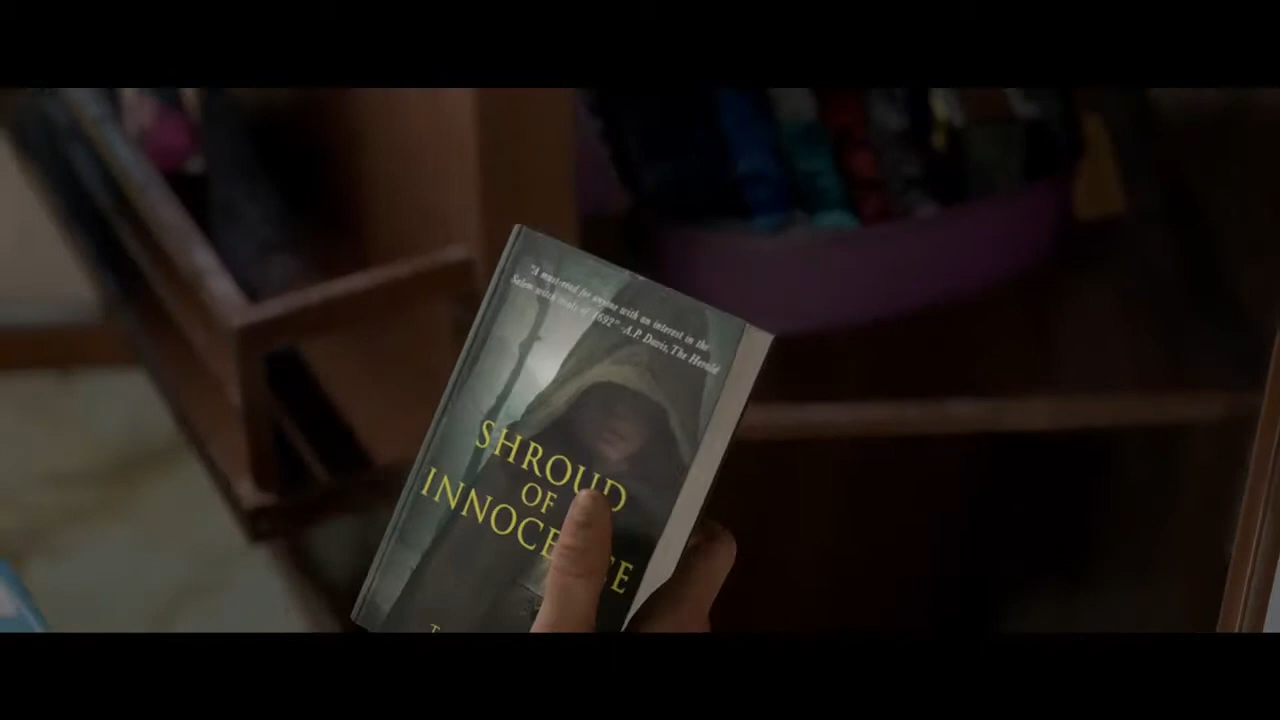 "A must-read for anyone with an interest in the
Salem witch trials of 1692" -A.P. Davis, The Herald
SHROUD
OF
INNOCE CE
T